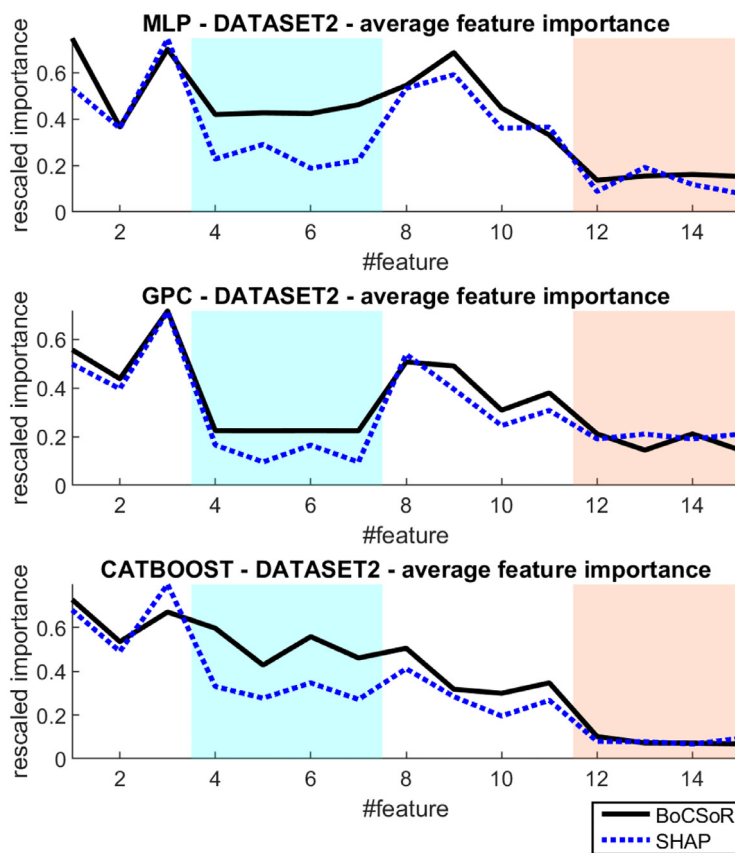 MLP - DATASET2 - average feature importance
rescaled importance
0.6
0.4
0.2
0
2 4 6 8 10 12 14
#feature
GPC - DATASET2 - average feature importance
rescaled importance
0.6
0.4
0.2
0
2 4 6 8 10 12 14
#feature
CATBOOST - DATASET2 - average feature importance
rescaled importance
0.6
0.4
0.2
0
2 4 6 8 10 12 14
#feature
BoCSoR
SHAP